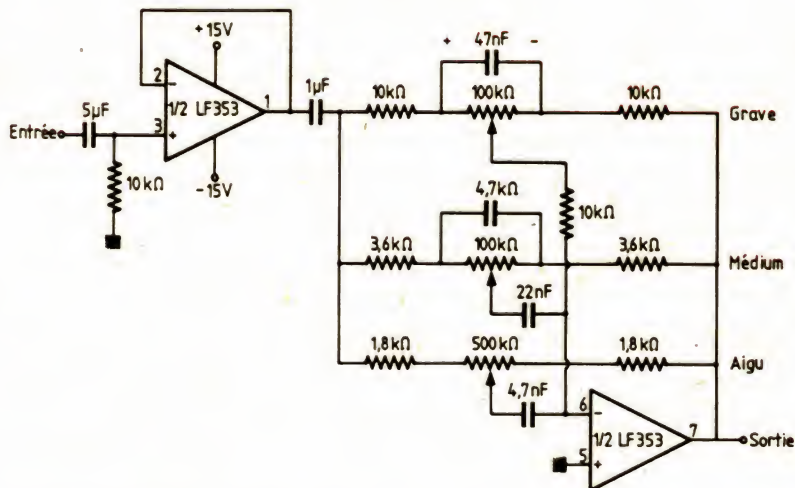 +15V
2
-
1/2 LF353
1
3
+
-15V
5µF
Entrée
10kΩ
1µF
+ 47nF -
10kΩ
100kΩ
10kΩ
Grave
10kΩ
4,7kΩ
3,6kΩ
100kΩ
3,6kΩ
Médium
22nF
1,8kΩ
500kΩ
1,8kΩ
Aigu
4,7nF
6
-
1/2 LF353
7
5
+
Sortie